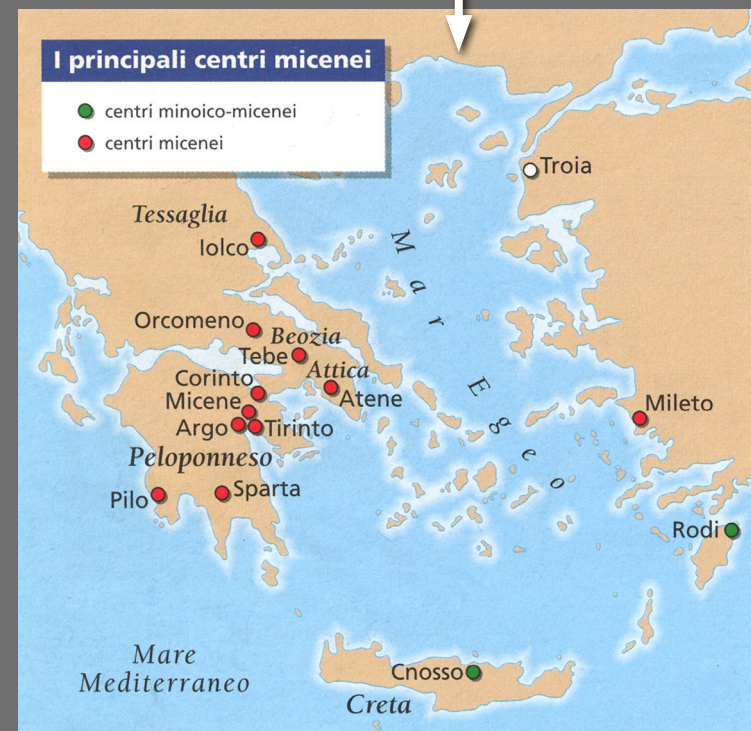 I principali centri micenei
centri minoico-micenei
centri micenei
Troia
Tessaglia
Iolco
Mar Egeo
Orcomeno
Beozia
Tebe
Attica
Corinto
Atene
Micene
Mileto
Argo
Tirinto
Peloponneso
Sparta
Pilo
Rodi
Mare
Mediterraneo
Cnosso
Creta